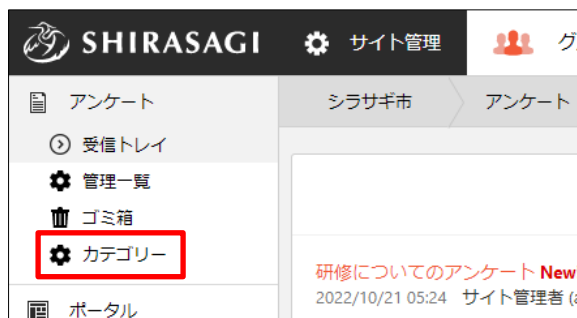 SHIRASAGI サイト管理 グ
アンケート
シラサギ市 アンケート
受信トレイ
管理一覧
ゴミ箱
カテゴリー
研修についてのアンケート New
2022/10/21 05:24 サイト管理者 (a
ポータル